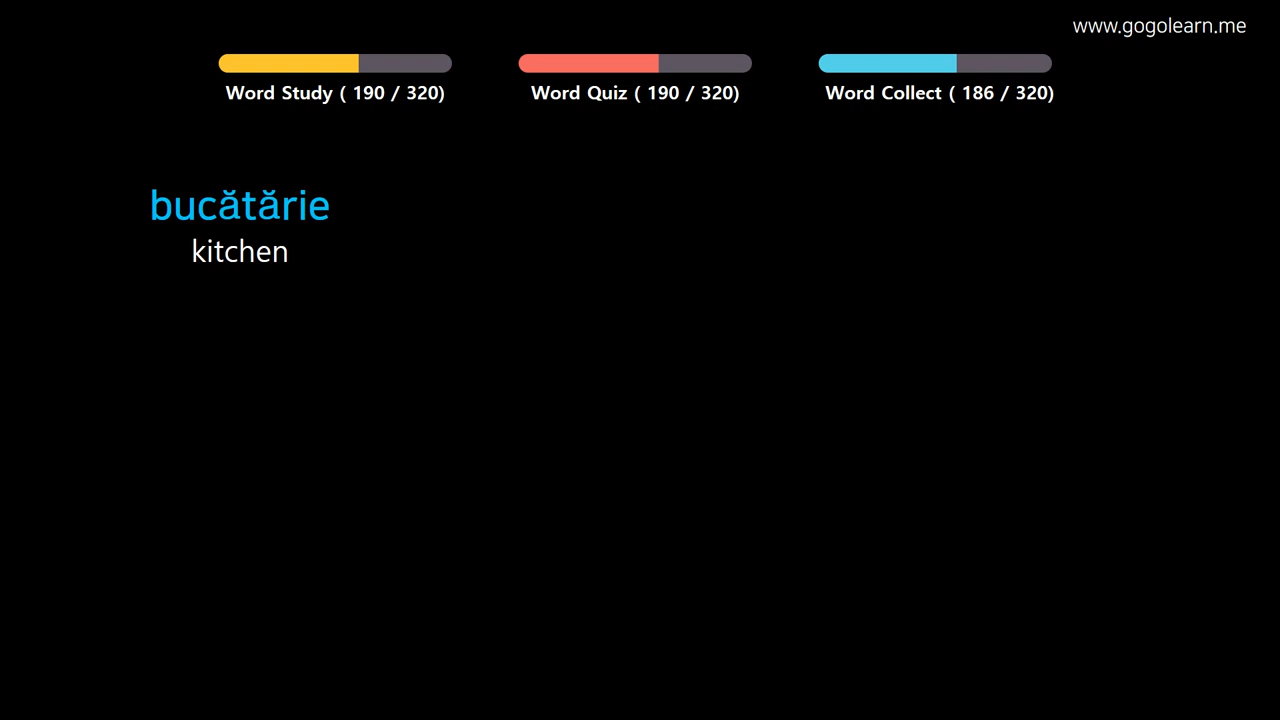 www.gogolearn.me
Word Study ( 190 / 320)
Word Quiz ( 190 / 320)
Word Collect ( 186 / 320)
bucătărie
kitchen